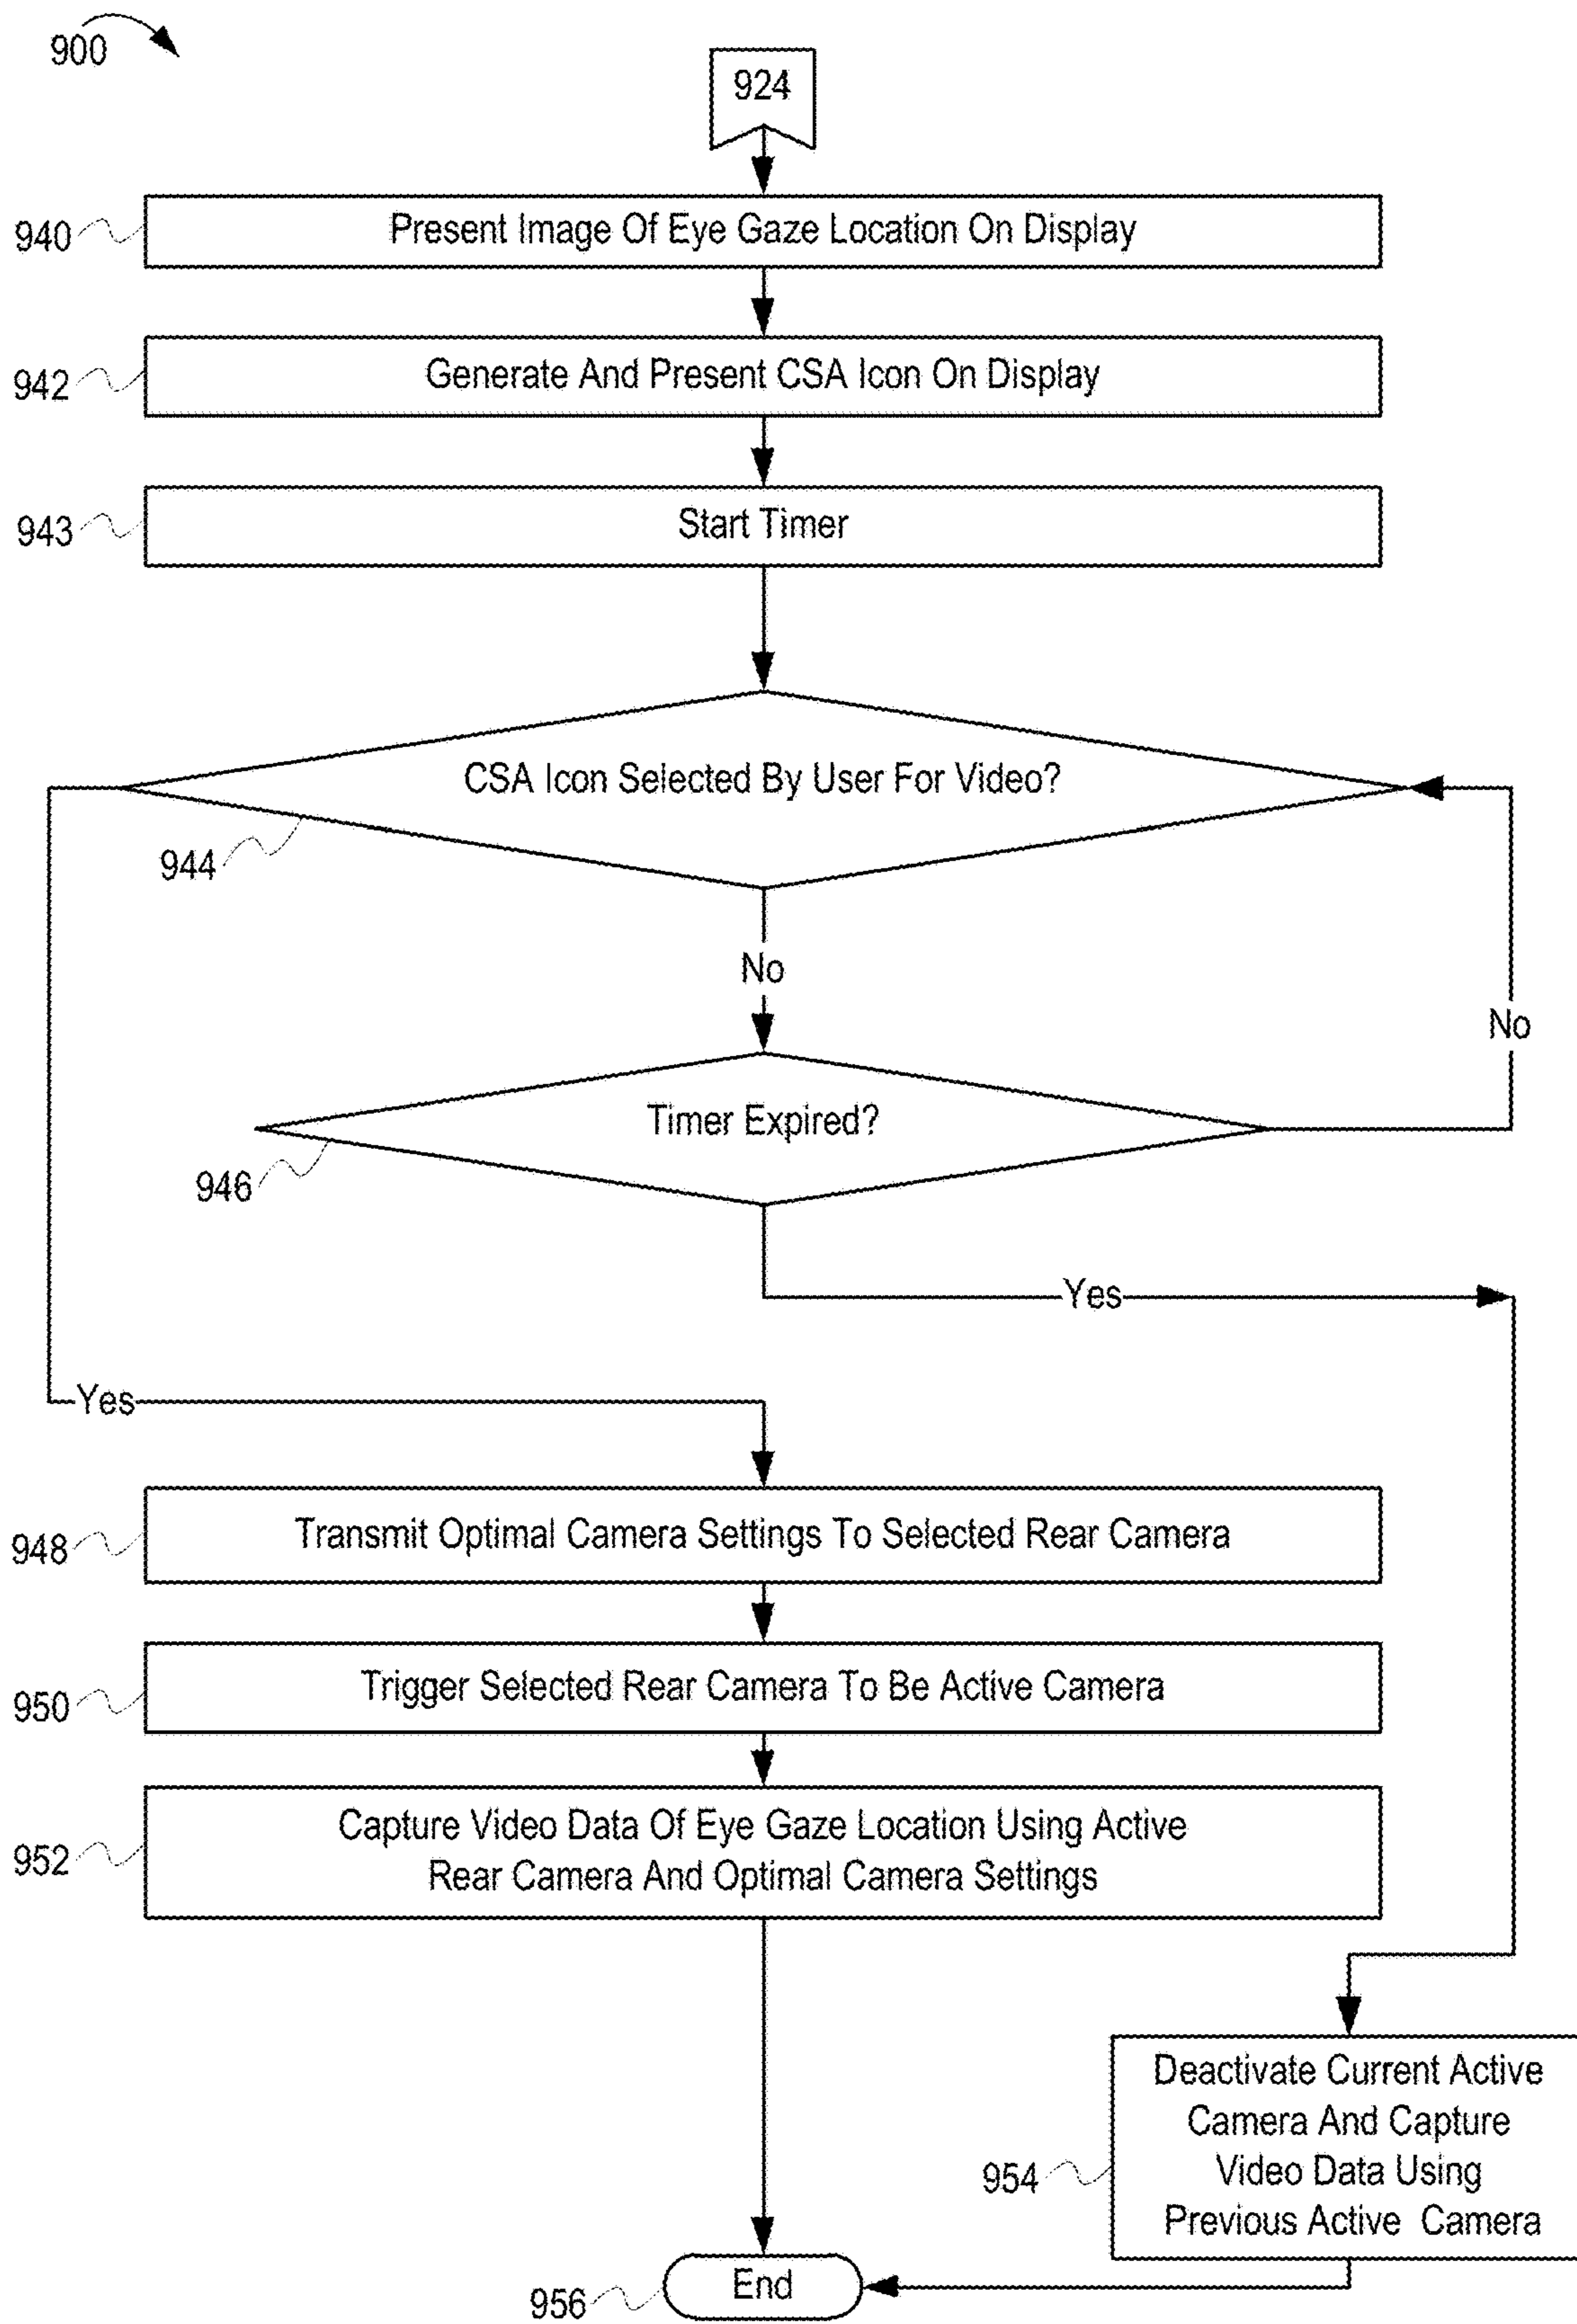 900
924
940
Present Image Of Eye Gaze Location On Display
942
Generate And Present CSA Icon On Display
943
Start Timer
CSA Icon Selected By User For Video?
944
No
No
Timer Expired?
946
Yes
Yes
948
Transmit Optimal Camera Settings To Selected Rear Camera
950
Trigger Selected Rear Camera To Be Active Camera
952
Capture Video Data Of Eye Gaze Location Using Active
Rear Camera And Optimal Camera Settings
954
Deactivate Current Active
Camera And Capture
Video Data Using
Previous Active Camera
956
End